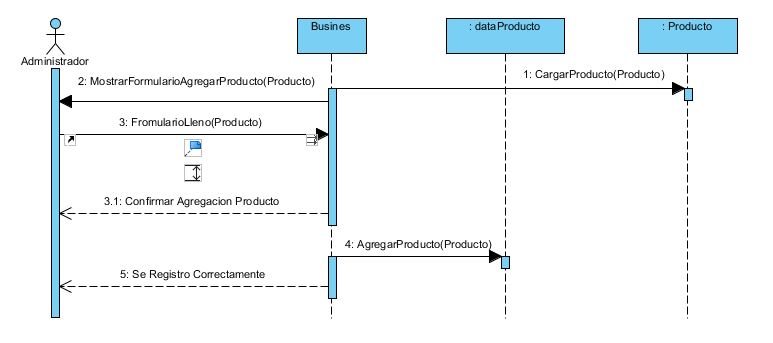 Busines
: dataProducto
: Producto
Administrador
1: CargarProducto(Producto)
2: MostrarFormularioAgregarProducto(Producto)
3: FromularioLleno(Producto)
3.1: Confirmar Agregacion Producto
4: AgregarProducto(Producto)
5: Se Registro Correctamente